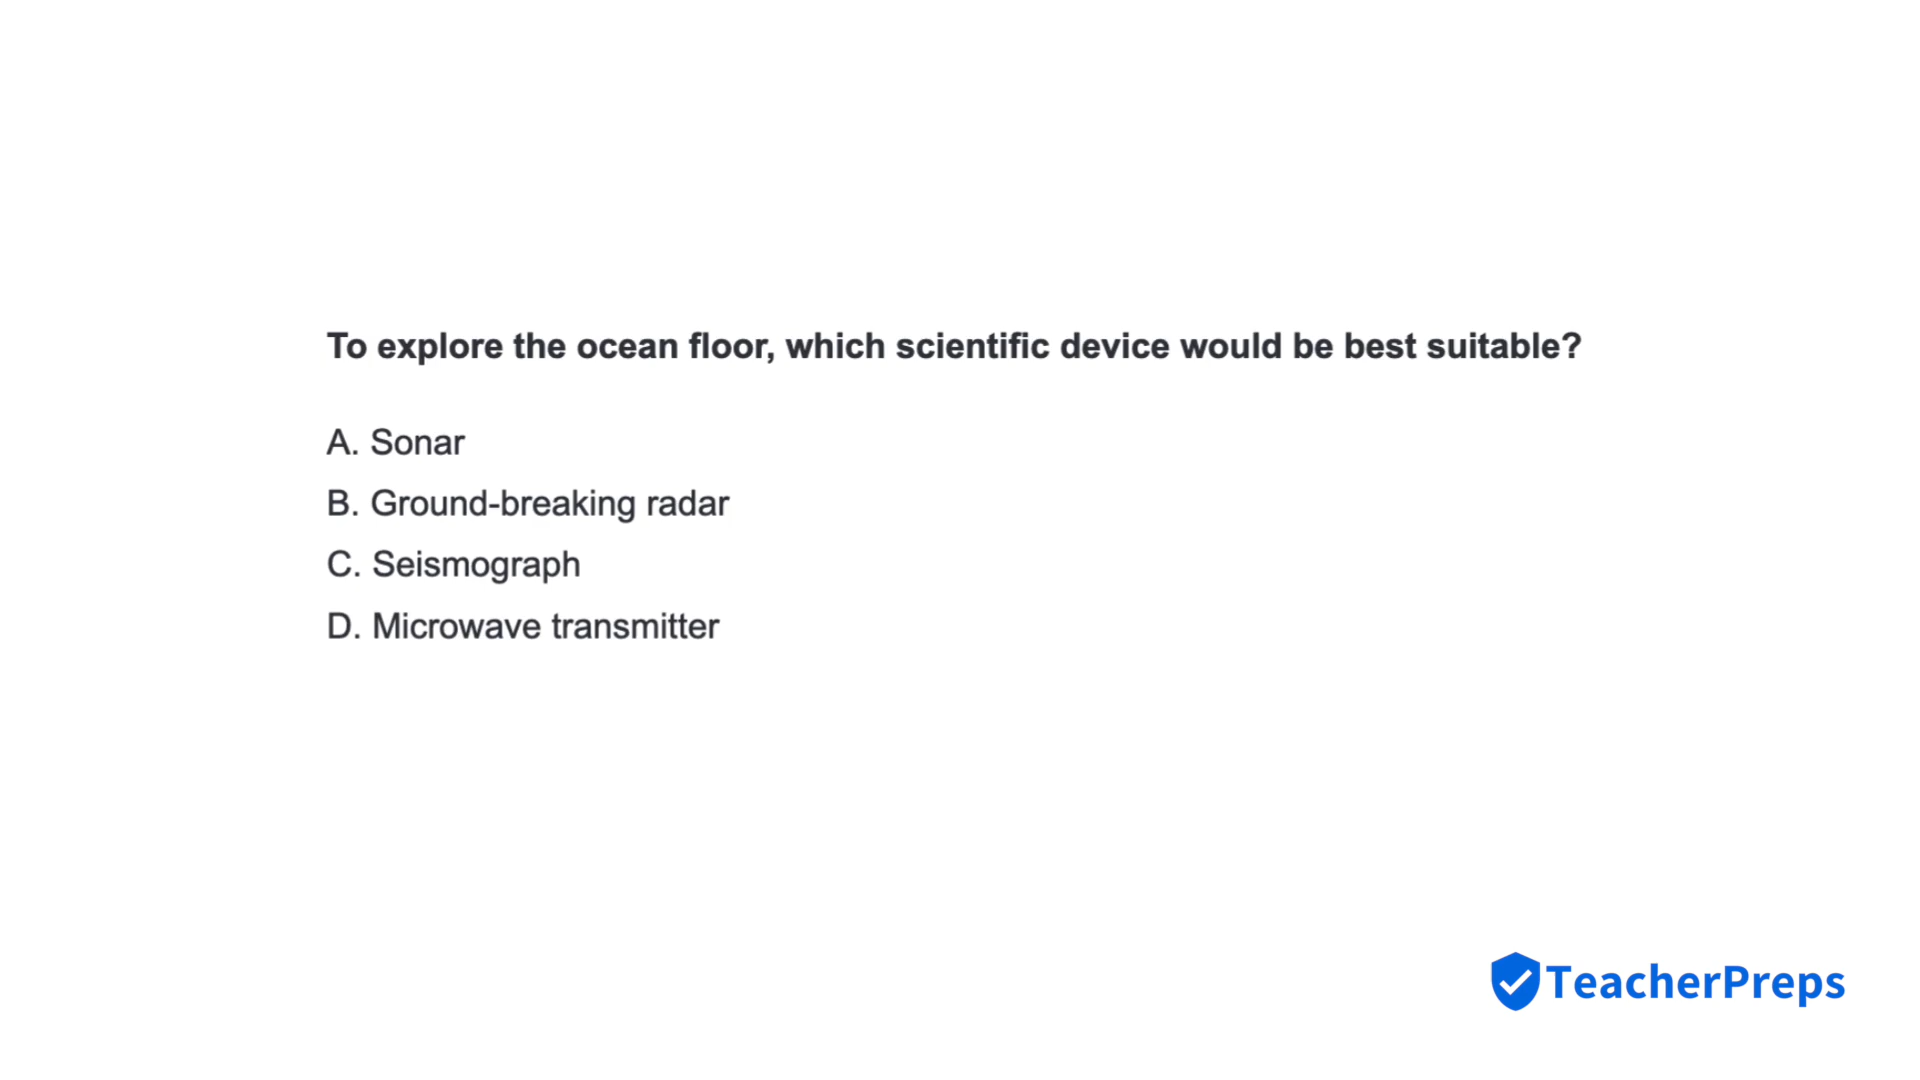 To explore the ocean floor, which scientific device would be best suitable?
A. Sonar
B. Ground-breaking radar
C. Seismograph
D. Microwave transmitter
TeacherPreps